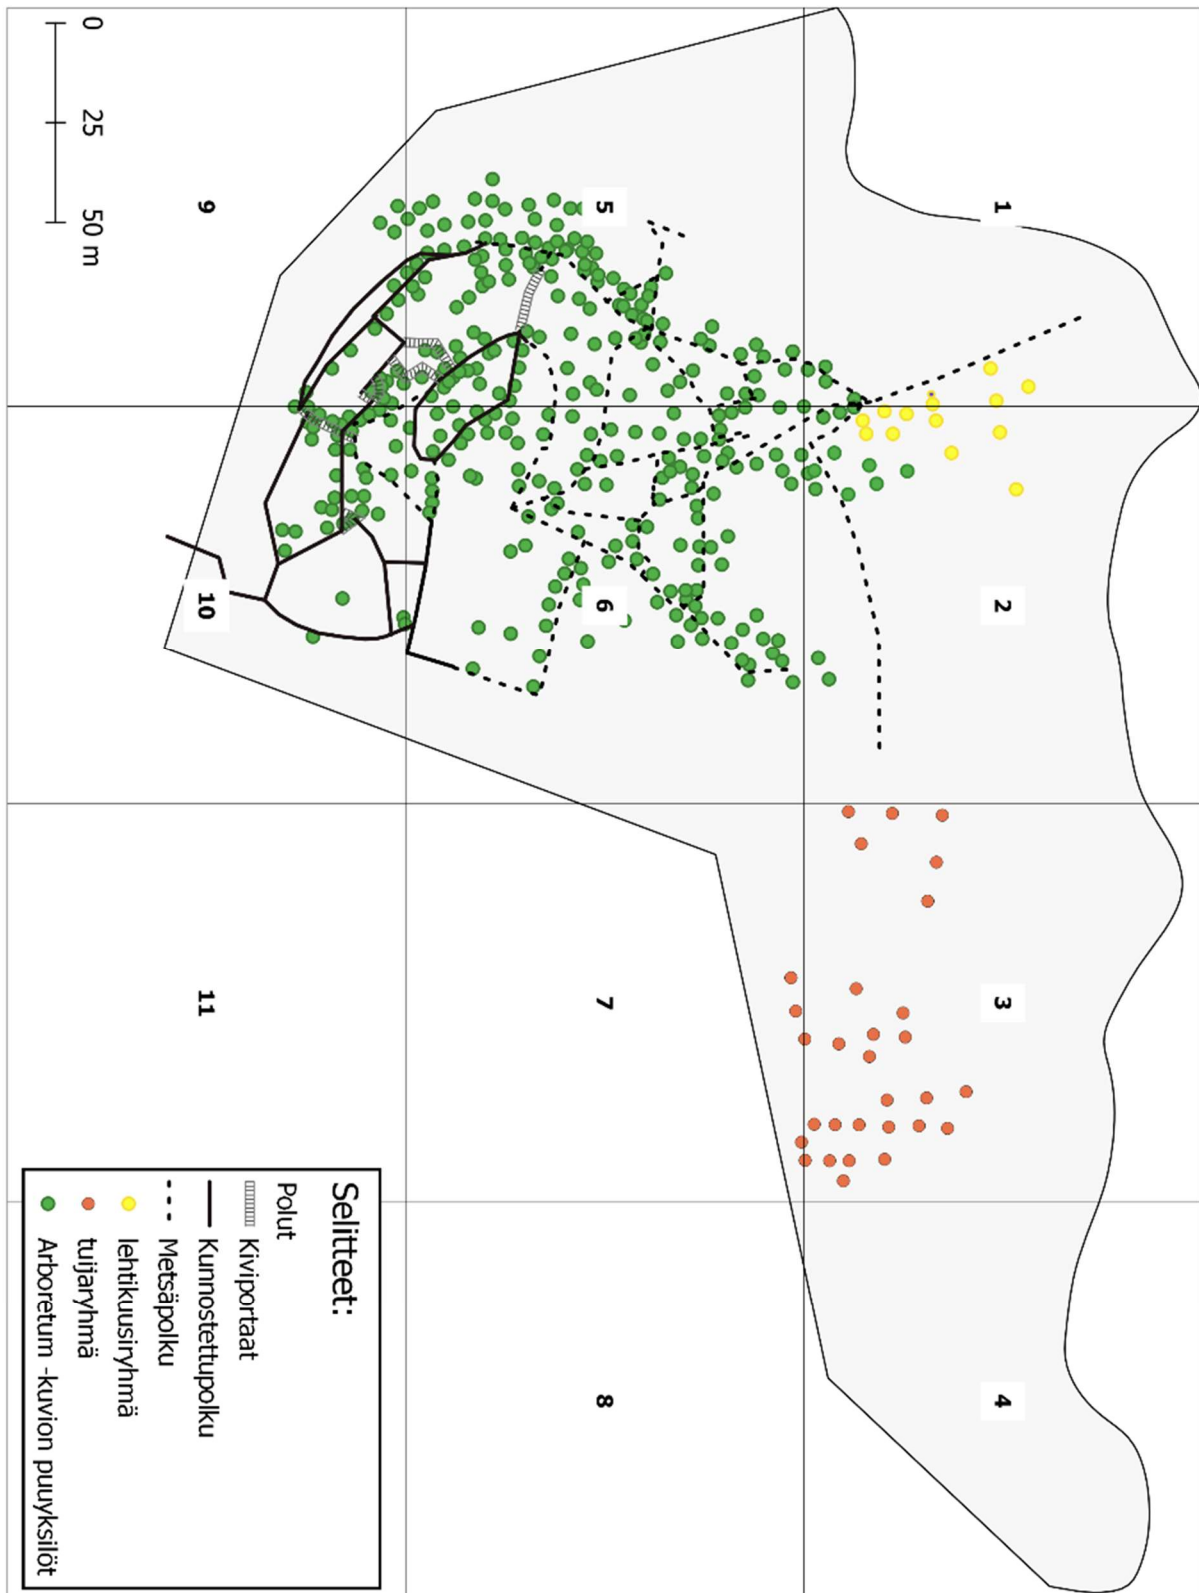 1
2
3
4
5
6
7
8
9
10
11
0
25
50 m
Selitteet:
Polut
Kiviportaat
Kunnostettupolku
Metsäpolku
lehtikuusiryhmä
tuijaryhmä
Arboretum -kuvion puuyksilöt